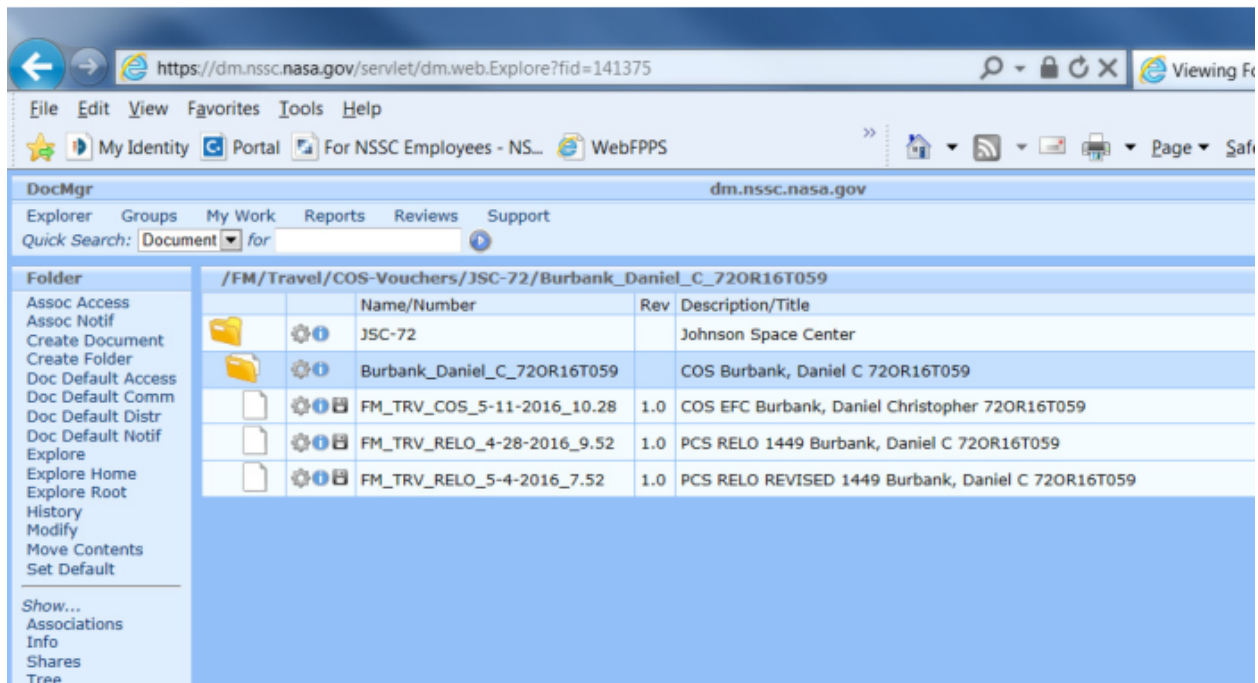 https://dm.nssc.nasa.gov/servlet/dm.web.Explore?fid=141375
Viewing Fo
File Edit View Favorites Tools Help
My Identity Portal For NSSC Employees - NS... WebFPPS » Page Safe
DocMgr dm.nssc.nasa.gov
Explorer Groups My Work Reports Reviews Support
Quick Search: Document for
Folder /FM/Travel/COS-Vouchers/JSC-72/Burbank_Daniel_C_72OR16T059
Assoc Access
Assoc Notif
Create Document
Create Folder
Doc Default Access
Doc Default Comm
Doc Default Distr
Doc Default Notif
Explore
Explore Home
Explore Root
History
Modify
Move Contents
Set Default
Show...
Associations
Info
Shares
Tree
Name/Number Rev Description/Title
JSC-72 Johnson Space Center
Burbank_Daniel_C_72OR16T059 COS Burbank, Daniel C 72OR16T059
FM_TRV_COS_5-11-2016_10.28 1.0 COS EFC Burbank, Daniel Christopher 72OR16T059
FM_TRV_RELO_4-28-2016_9.52 1.0 PCS RELO 1449 Burbank, Daniel C 72OR16T059
FM_TRV_RELO_5-4-2016_7.52 1.0 PCS RELO REVISED 1449 Burbank, Daniel C 72OR16T059